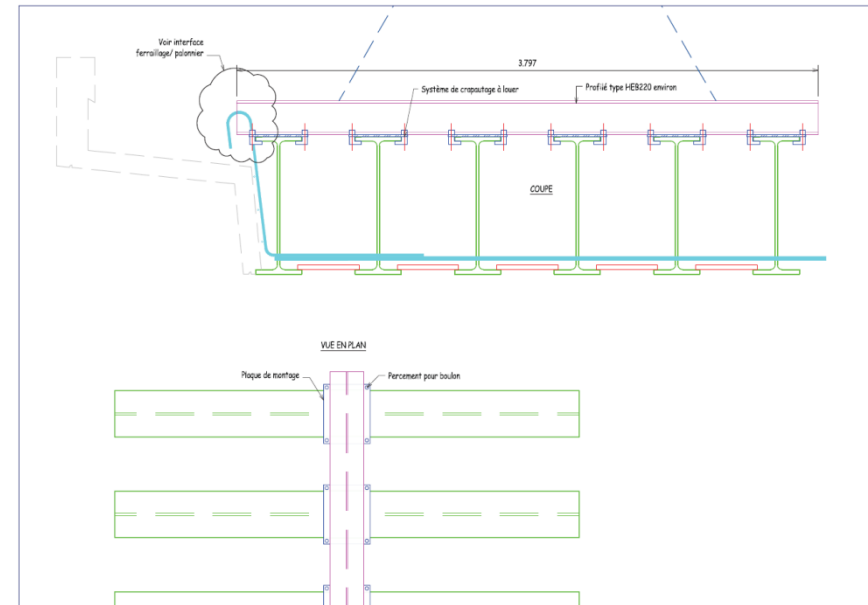 Voir interface
ferraillage/ palonnier
3.797
Système de crapautage à louer
Profilé type HEB220 environ
COUPE
VUE EN PLAN
Plaque de montage
Percement pour boulon